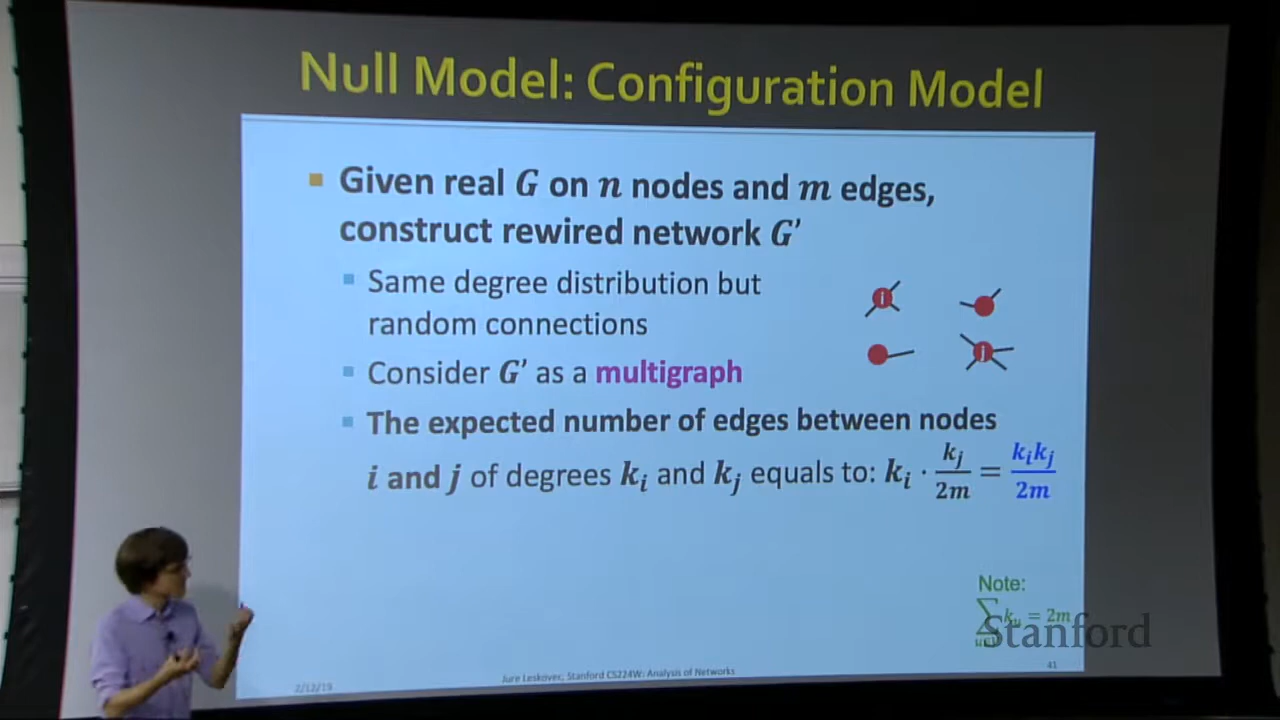 Null Model: Configuration Model
Given real G on n nodes and m edges,
construct rewired network G'
Same degree distribution but
random connections
Consider G' as a multigraph
The expected number of edges between nodes
i and j of degrees k_i and k_j equals to: k_i · k_j/2m = k_i k_j/2m
i
j
Note:
∑ k_u = 2m
Stanford
Jure Leskovec, Stanford CS224W: Analysis of Networks
41
2/12/19